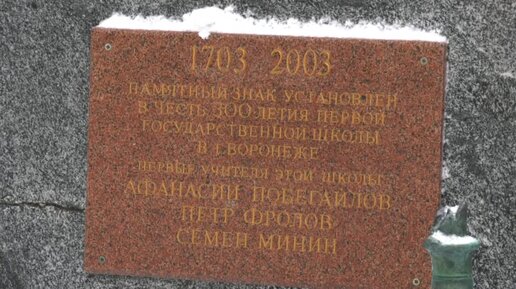 1703 2003
ПАМЯТНЫЙ ЗНАК УСТАНОВЛЕН
В ЧЕСТЬ 300-ЛЕТИЯ ПЕРВОЙ
ГОСУДАРСТВЕННОЙ ШКОЛЫ
В Г.ВОРОНЕЖЕ
ПЕРВЫЕ УЧИТЕЛЯ ЭТОЙ ШКОЛЫ:
АФАНАСИЙ ПОБЕГАЙЛОВ
ПЕТР ФРОЛОВ
СЕМЕН МИНИН